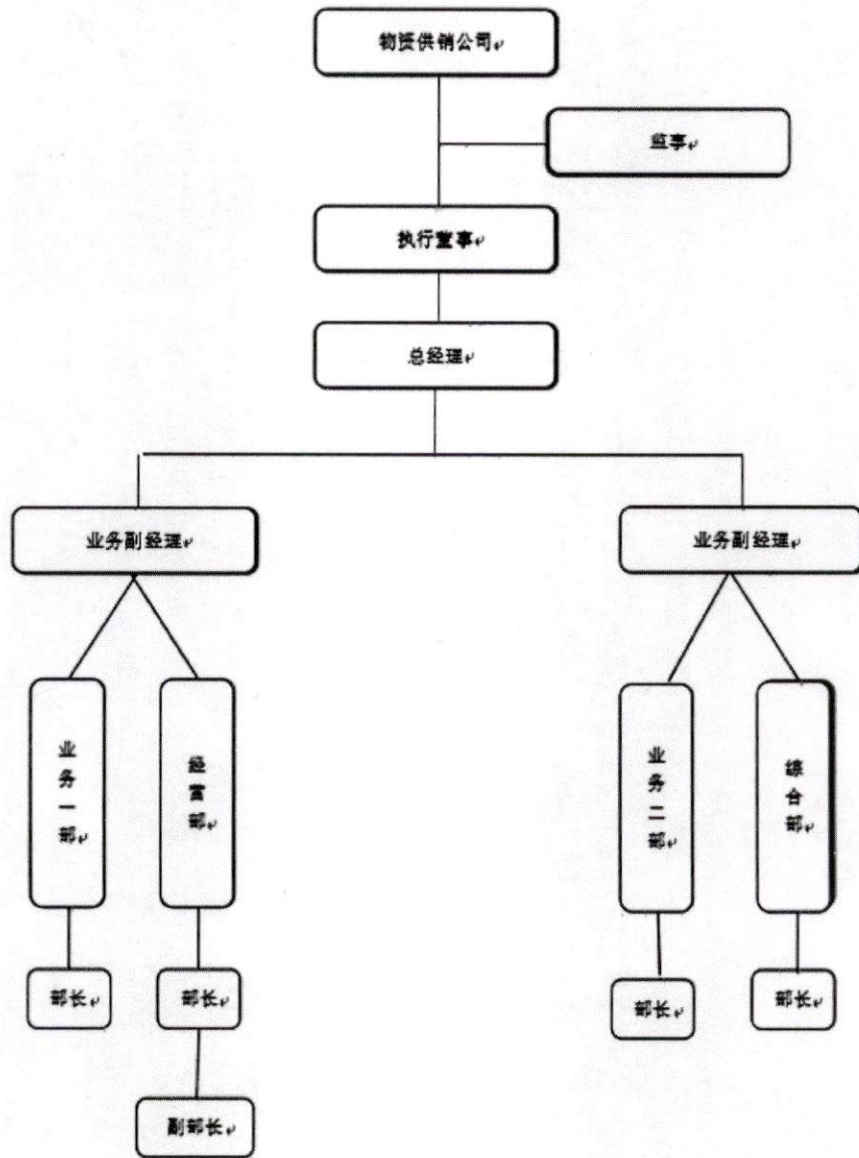 物资供销公司
监事
执行董事
总经理
业务副经理
业务副经理
业务一部
经营部
业务二部
综合部
部长
部长
部长
部长
副部长